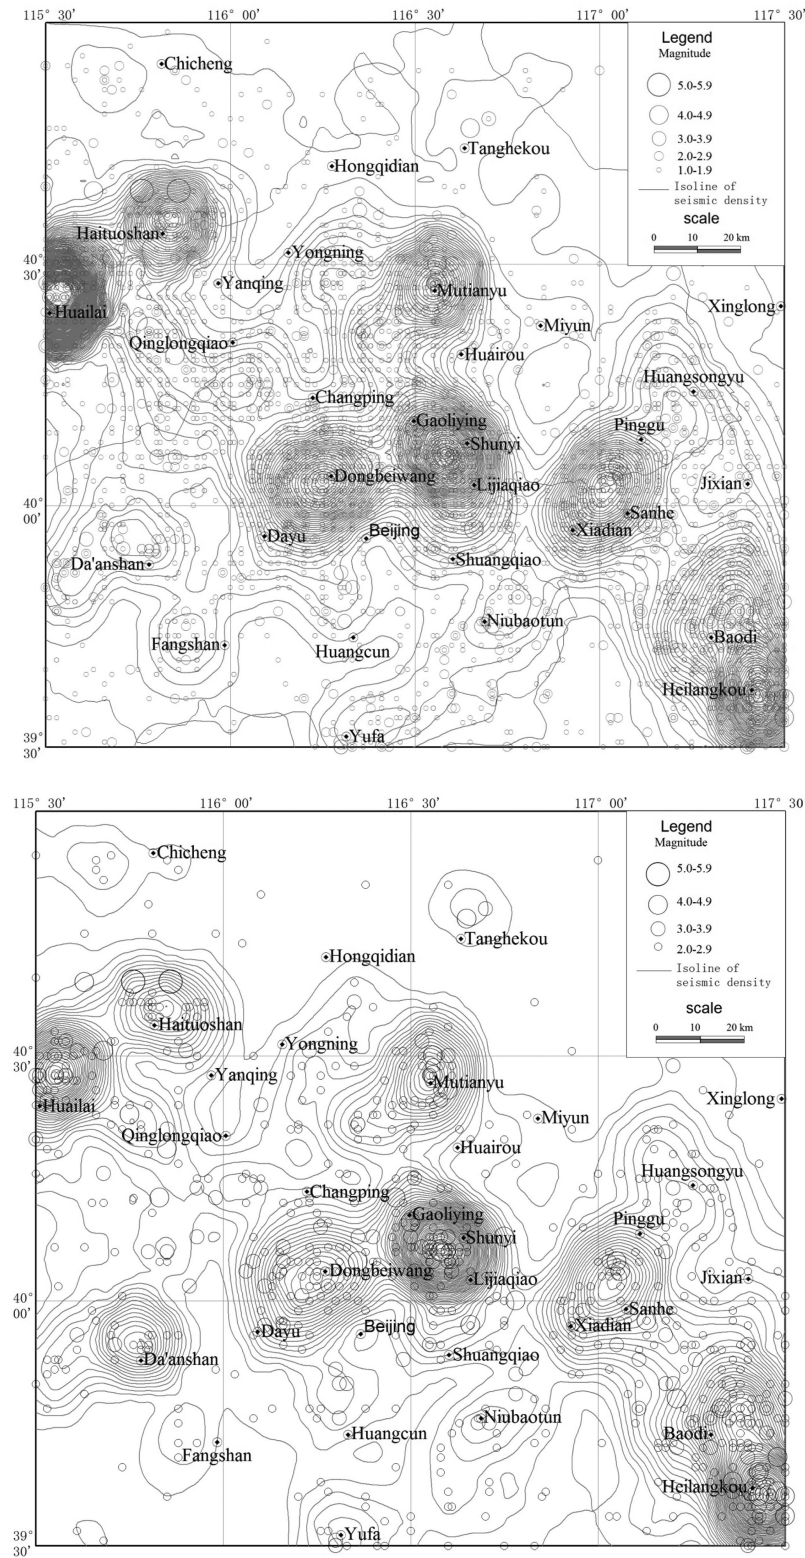 115° 30′ 116° 00′ 116° 30′ 117° 00′ 117° 30′
Legend
Magnitude
5.0-5.9
4.0-4.9
3.0-3.9
2.0-2.9
1.0-1.9
Isoline of
seismic density
scale
0 10 20 km
Chicheng
Tanghekou
Hongqidian
Haituoshan
Yongning
40°
30′
Yanqing
Mutianyu
Xinglong
Huailai
Miyun
Qinglongqiao
Huairou
Huangsongyu
Changping
Gaoliying
Pinggu
Shunyi
Dongbeiwang
Lijiaqiao
Jixian
40°
00′
Sanhe
Dayu
Beijing
Xiadian
Da'anshan
Shuangqiao
Niubaotun
Fangshan
Huangcun
Baodi
Heilangkou
39°
30′
Yufa
115° 30′ 116° 00′ 116° 30′ 117° 00′ 117° 30′
Legend
Magnitude
5.0-5.9
4.0-4.9
3.0-3.9
2.0-2.9
Isoline of
seismic density
scale
0 10 20 km
Chicheng
Tanghekou
Hongqidian
Haituoshan
Yongning
40°
30′
Yanqing
Mutianyu
Huailai
Xinglong
Miyun
Qinglongqiao
Huairou
Huangsongyu
Changping
Gaoliying
Pinggu
Shunyi
Dongbeiwang
Lijiaqiao
Jixian
40°
00′
Sanhe
Dayu
Beijing
Xiadian
Da'anshan
Shuangqiao
Niubaotun
Huangcun
Baodi
Fangshan
Heilangkou
39°
30′
Yufa